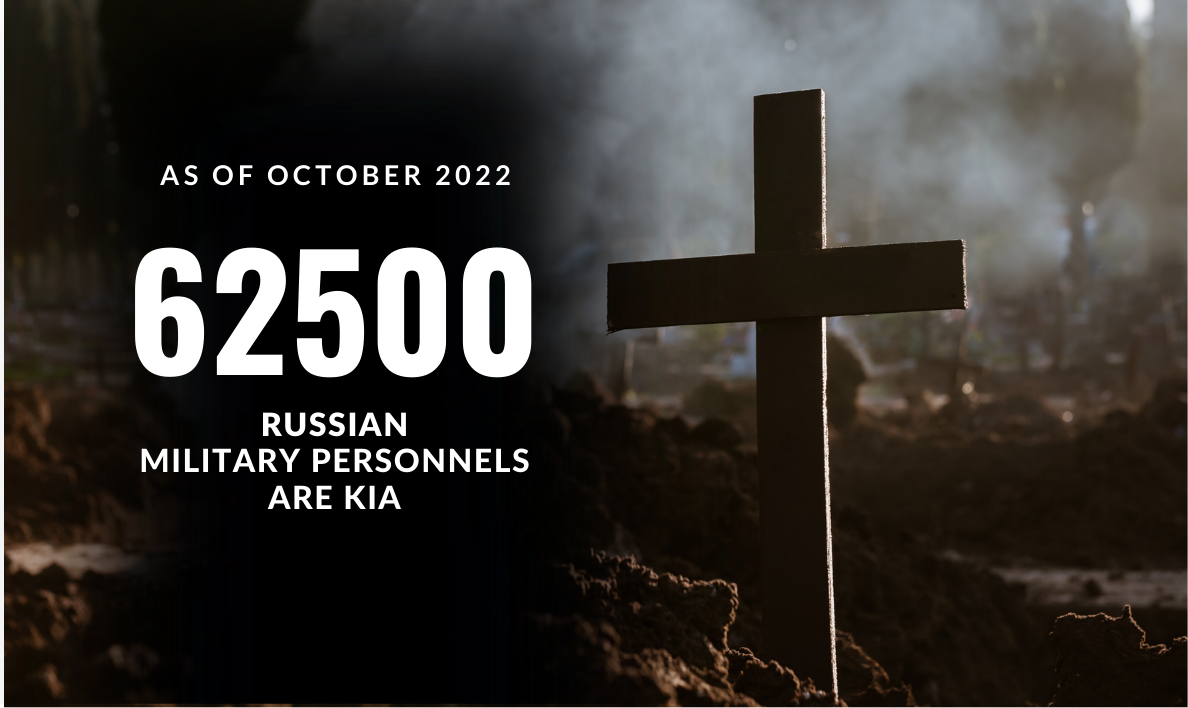 AS OF OCTOBER 2022
62500
RUSSIAN
MILITARY PERSONNELS
ARE KIA